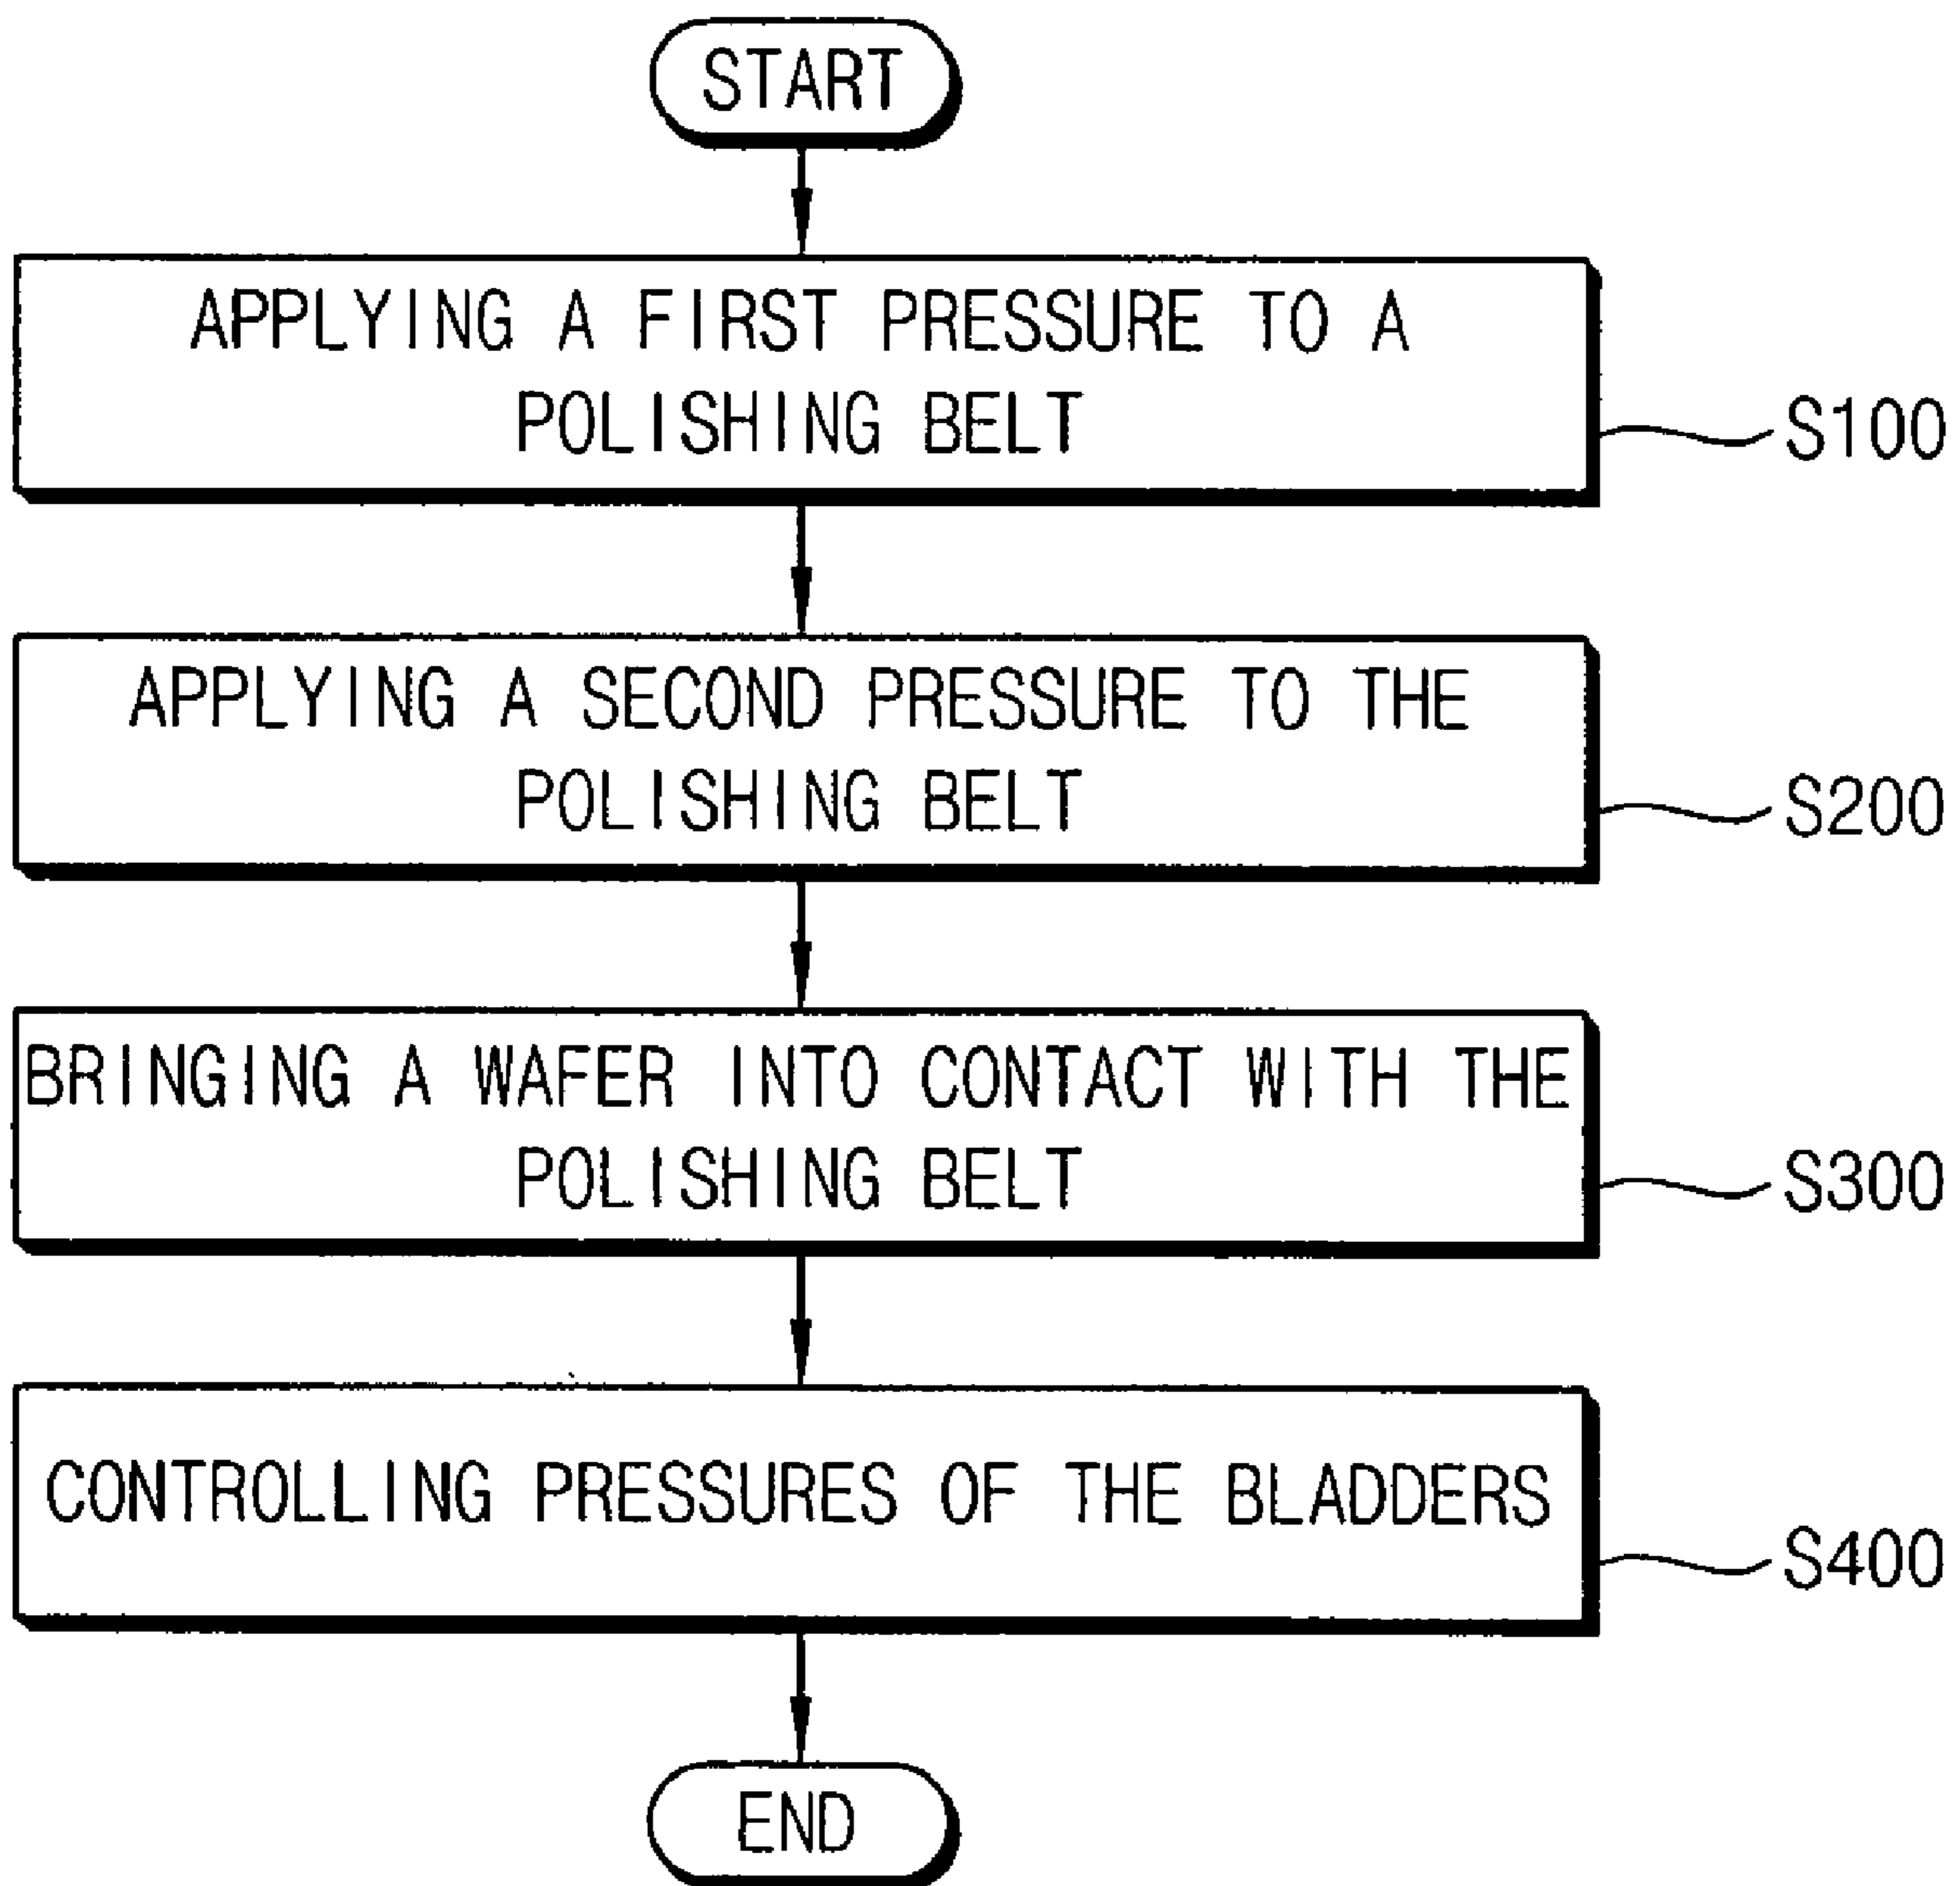 START
APPLYING A FIRST PRESSURE TO A
POLISHING BELT
S100
APPLYING A SECOND PRESSURE TO THE
POLISHING BELT
S200
BRINGING A WAFER INTO CONTACT WITH THE
POLISHING BELT
S300
CONTROLLING PRESSURES OF THE BLADDERS
S400
END